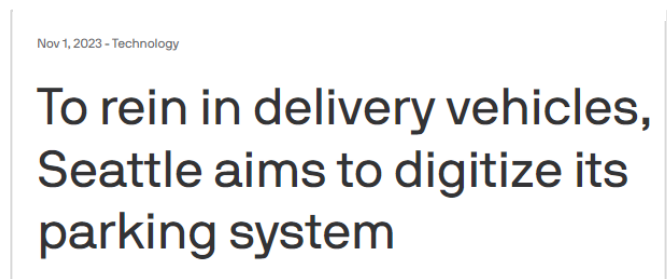 Nov 1, 2023 - Technology
To rein in delivery vehicles,
Seattle aims to digitize its
parking system